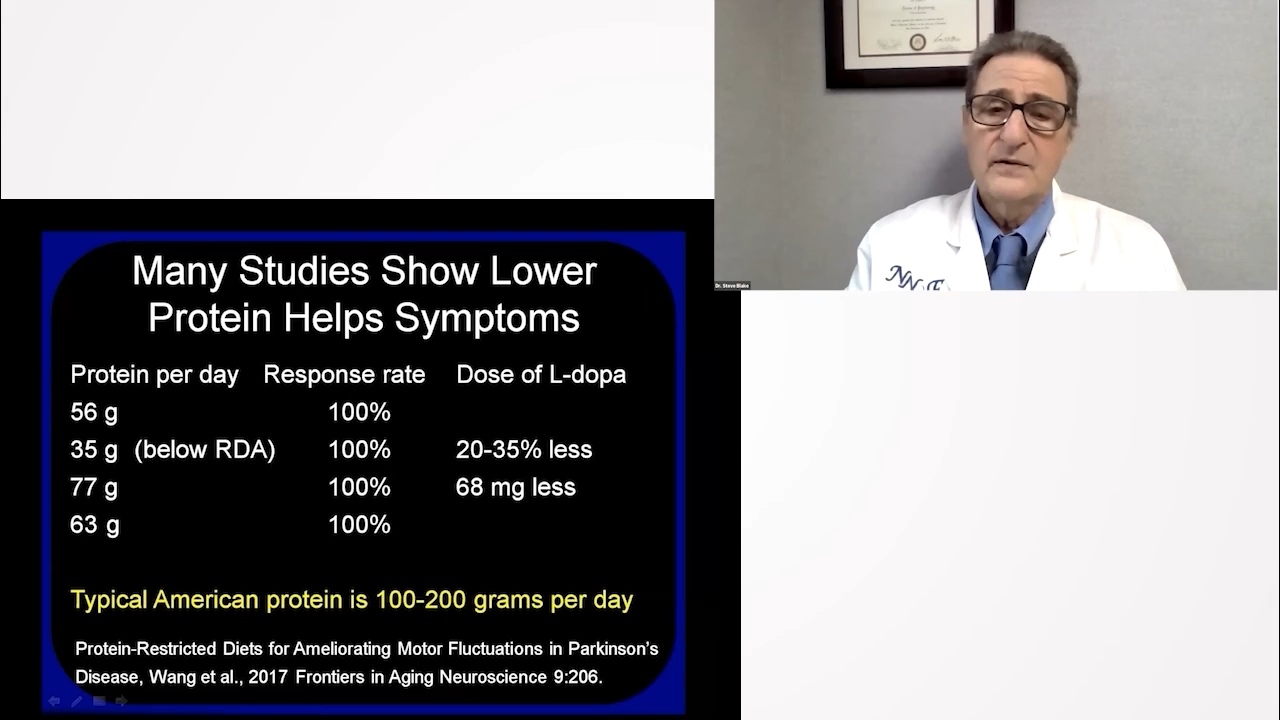 Many Studies Show Lower
Protein Helps Symptoms
Protein per day Response rate Dose of L-dopa
56 g 100%
35 g (below RDA) 100% 20-35% less
77 g 100% 68 mg less
63 g 100%
Typical American protein is 100-200 grams per day
Protein-Restricted Diets for Ameliorating Motor Fluctuations in Parkinson's
Disease, Wang et al., 2017 Frontiers in Aging Neuroscience 9:206.
Dr. Steve Blake